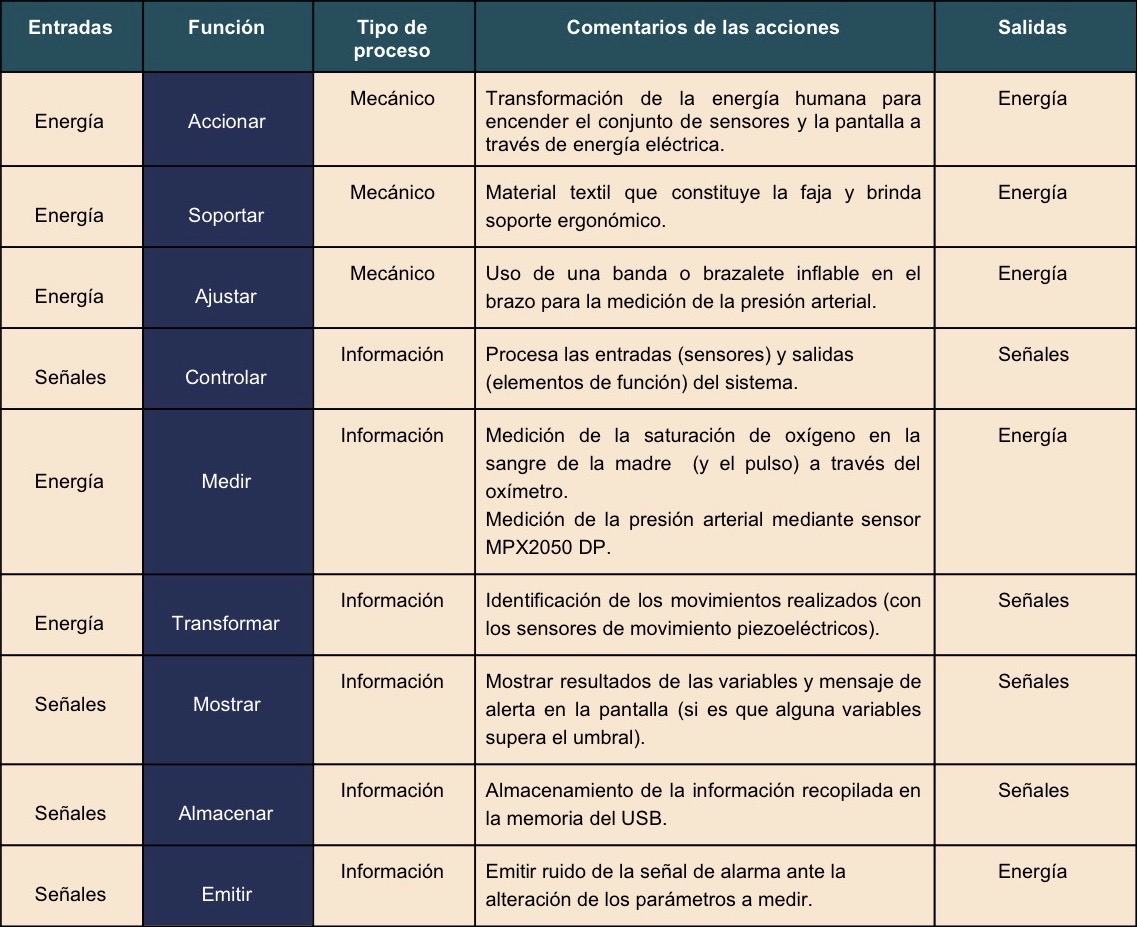 Entradas Función Tipo de proceso Comentarios de las acciones Salidas
Energía Accionar Mecánico Transformación de la energía humana para
encender el conjunto de sensores y la pantalla a
través de energía eléctrica. Energía
Energía Soportar Mecánico Material textil que constituye la faja y brinda
soporte ergonómico. Energía
Energía Ajustar Mecánico Uso de una banda o brazalete inflable en el
brazo para la medición de la presión arterial. Energía
Señales Controlar Información Procesa las entradas (sensores) y salidas
(elementos de función) del sistema. Señales
Energía Medir Información Medición de la saturación de oxígeno en la
sangre de la madre (y el pulso) a través del
oxímetro.
Medición de la presión arterial mediante sensor
MPX2050 DP. Energía
Energía Transformar Información Identificación de los movimientos realizados (con
los sensores de movimiento piezoeléctricos). Señales
Señales Mostrar Información Mostrar resultados de las variables y mensaje de
alerta en la pantalla (si es que alguna variables
supera el umbral). Señales
Señales Almacenar Información Almacenamiento de la información recopilada en
la memoria del USB. Señales
Señales Emitir Información Emitir ruido de la señal de alarma ante la
alteración de los parámetros a medir. Energía